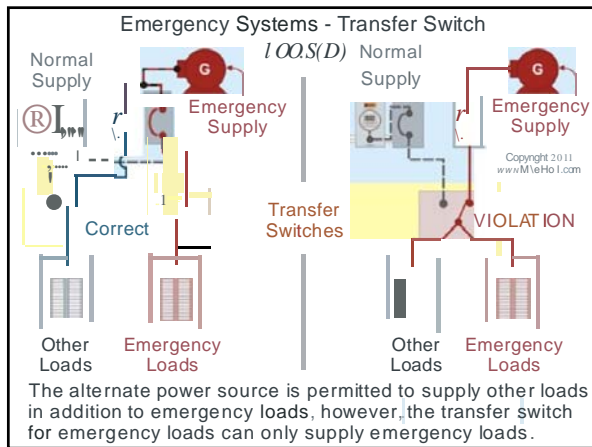 Emergency Systems - Transfer Switch
Normal Supply
G
Emergency Supply
Correct
Other Loads
Emergency Loads
Transfer Switches
Normal Supply
G
Emergency Supply
Copyright 2011
VIOLATION
Other Loads
Emergency Loads
The alternate power source is permitted to supply other loads
in addition to emergency loads, however, the transfer switch
for emergency loads can only supply emergency loads.